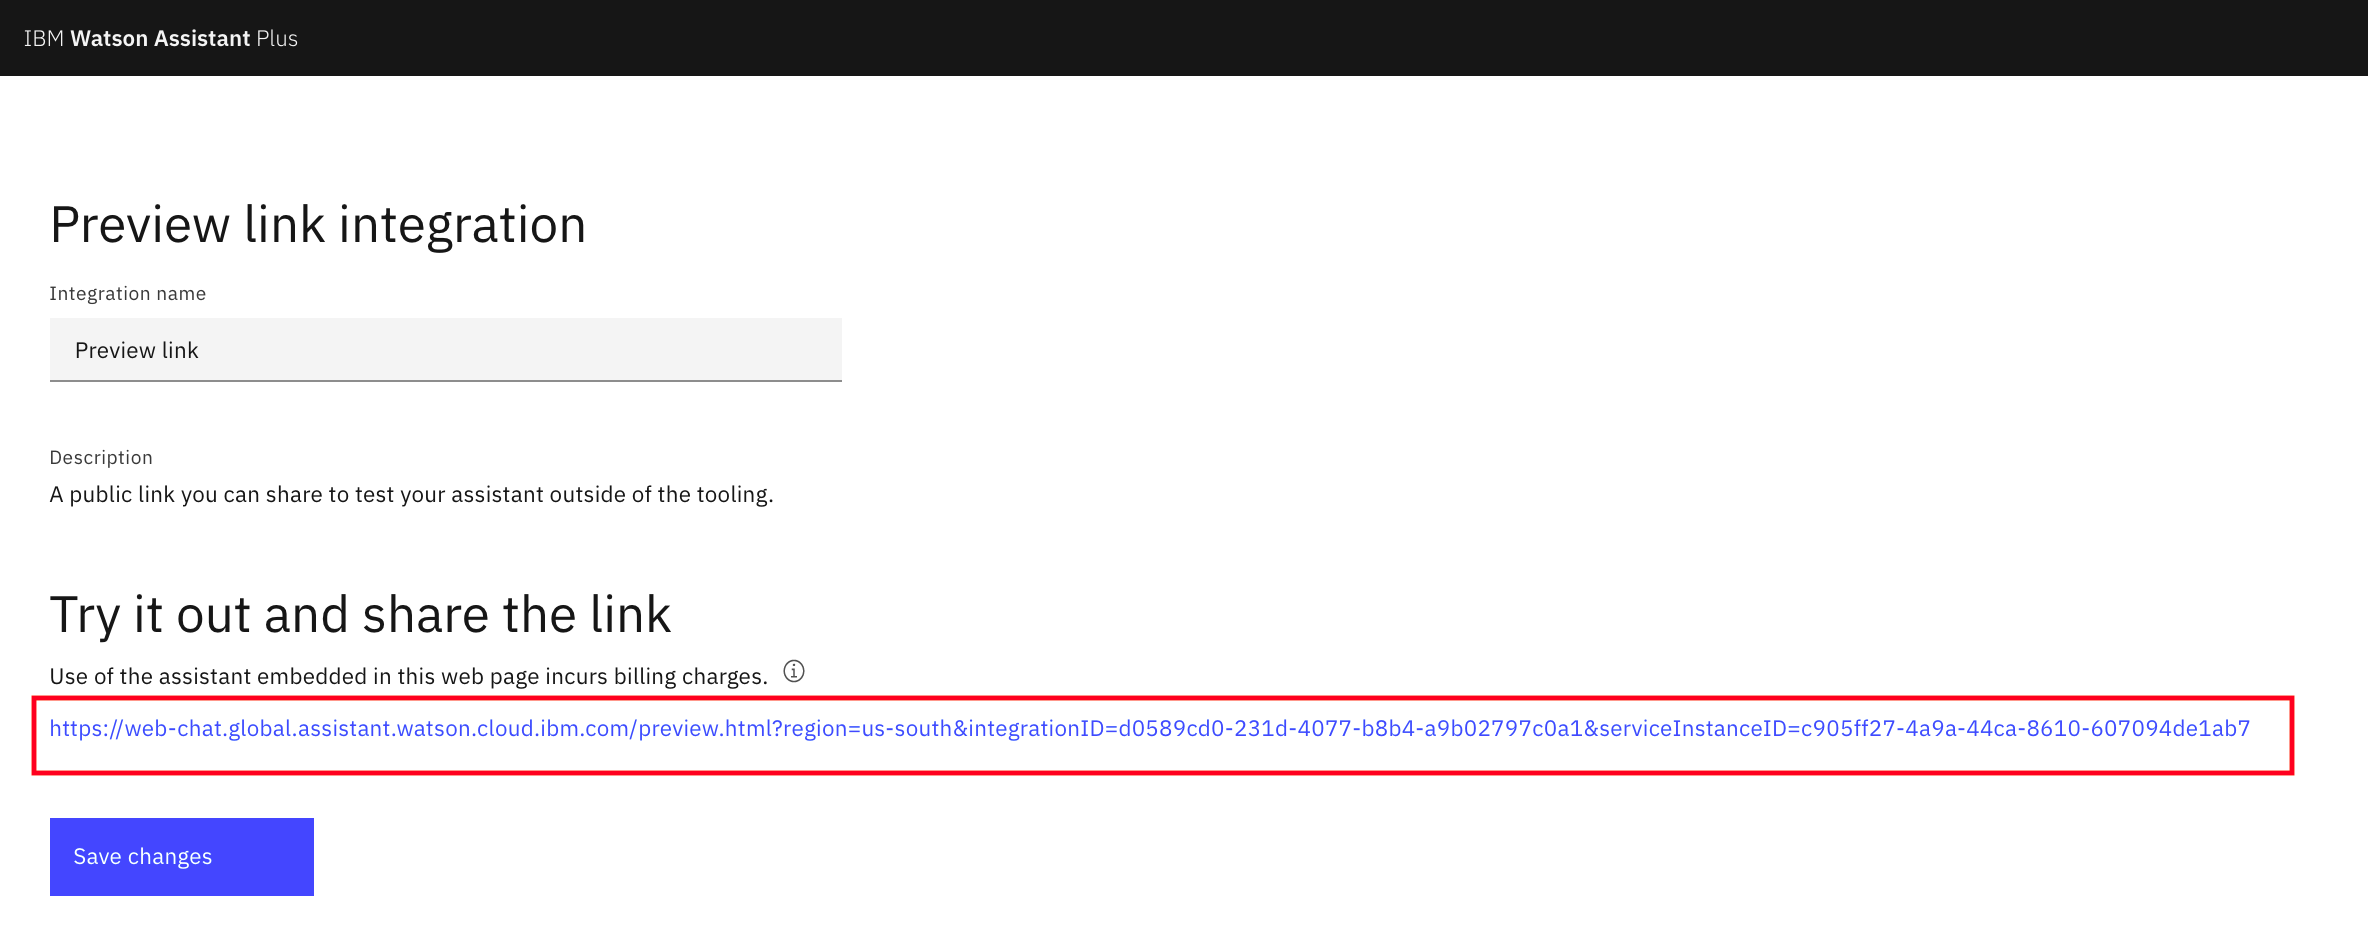 IBM Watson Assistant Plus
Preview link integration
Integration name
Preview link
Description
A public link you can share to test your assistant outside of the tooling.
Try it out and share the link
Use of the assistant embedded in this web page incurs billing charges.
https://web-chat.global.assistant.watson.cloud.ibm.com/preview.html?region=us-south&integrationID=d0589cd0-231d-4077-b8b4-a9b02797c0a1&serviceInstanceID=c905ff27-4a9a-44ca-8610-607094de1ab7
Save changes